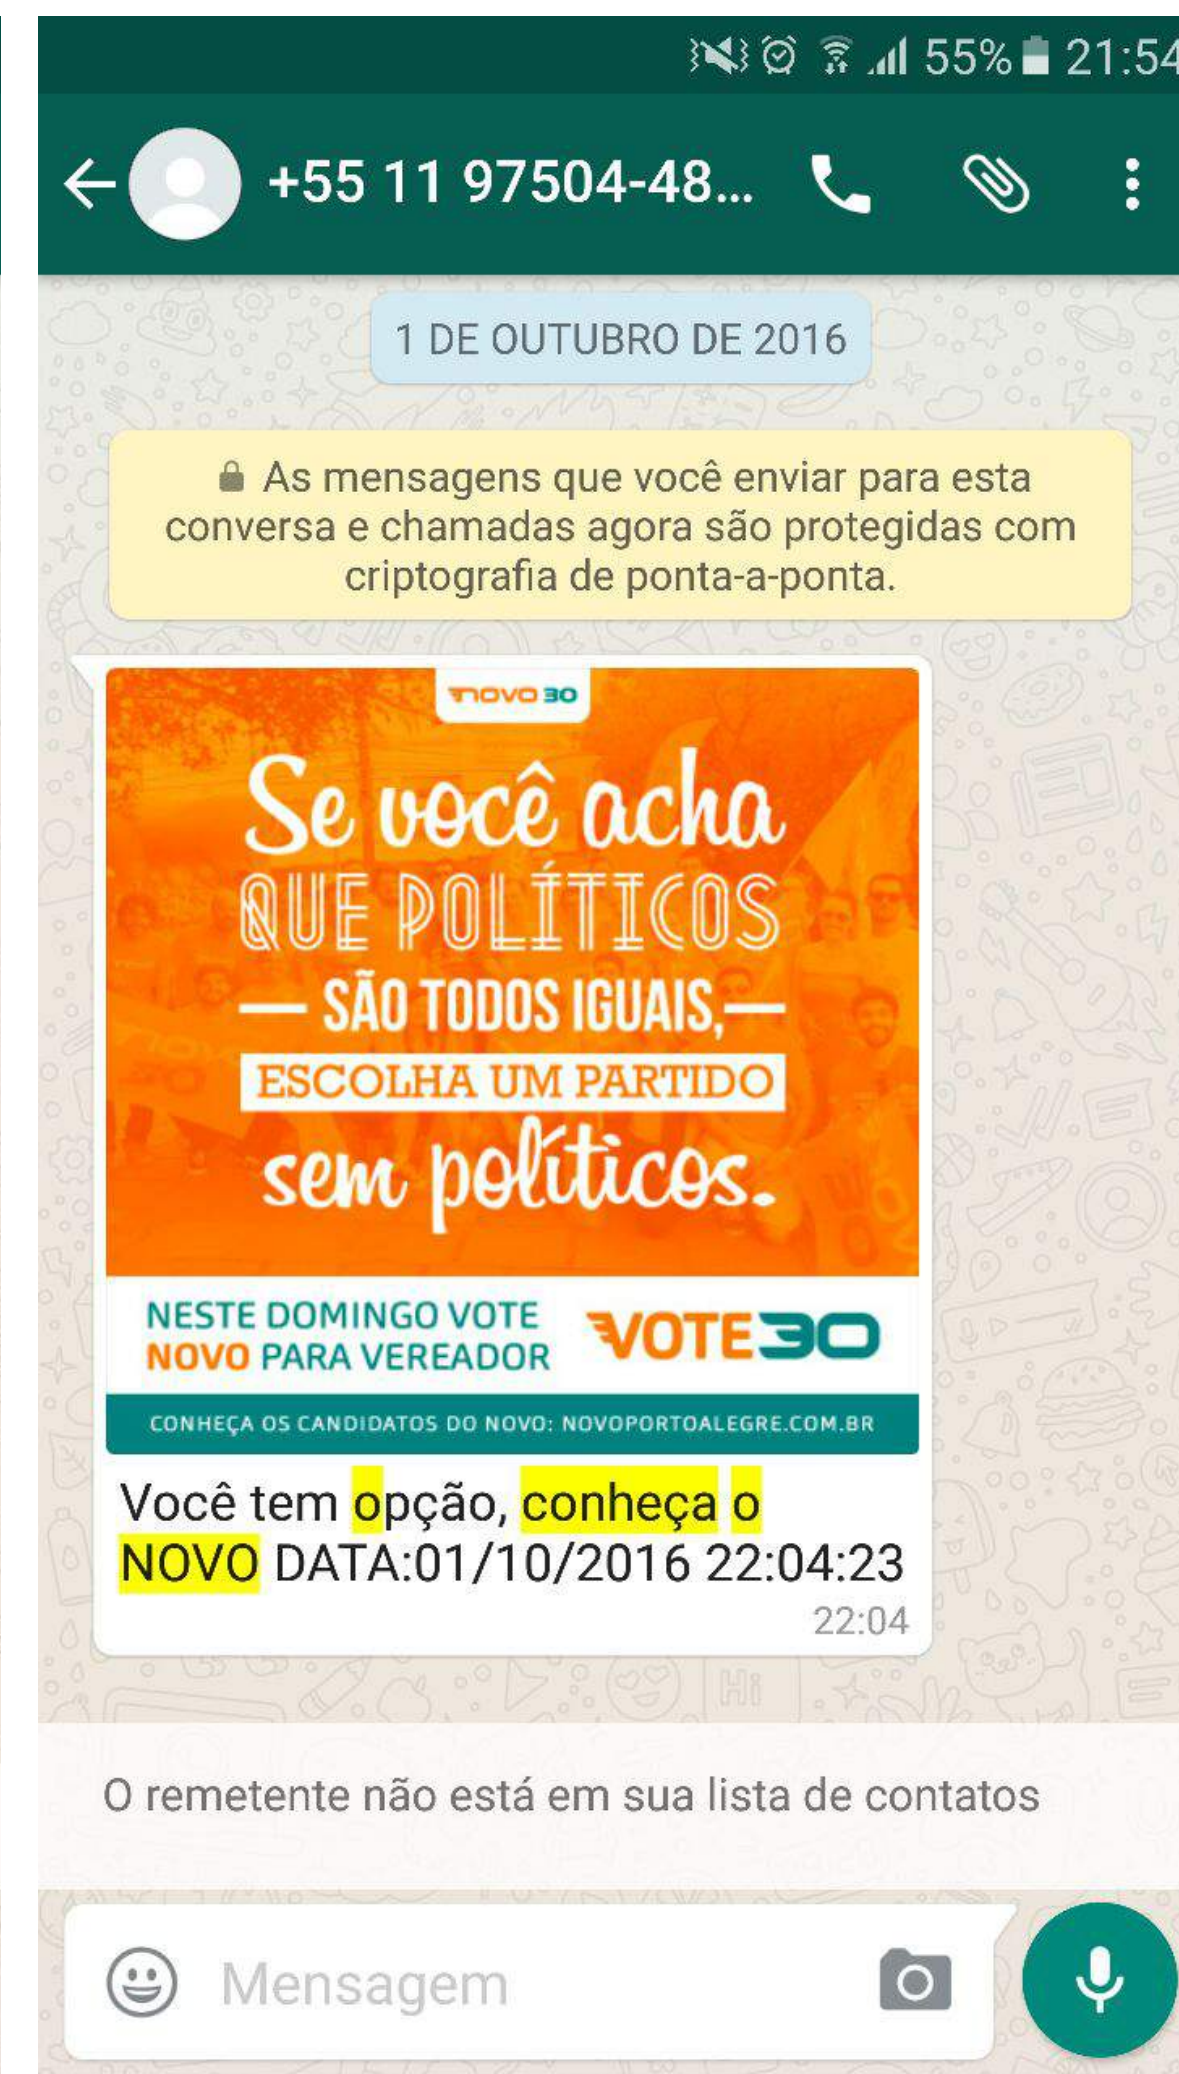 55% 21:54
+55 11 97504-48...
1 DE OUTUBRO DE 2016
As mensagens que você enviar para esta
conversa e chamadas agora são protegidas com
criptografia de ponta-a-ponta.
NOVO 30
Se você acha
QUE POLÍTICOS
— SÃO TODOS IGUAIS, —
ESCOLHA UM PARTIDO
sem políticos.
NESTE DOMINGO VOTE
NOVO PARA VEREADOR
VOTE 30
CONHEÇA OS CANDIDATOS DO NOVO: NOVOPORTOALEGRE.COM.BR
Você tem opção, conheça o
NOVO DATA:01/10/2016 22:04:23
22:04
O remetente não está em sua lista de contatos
Mensagem